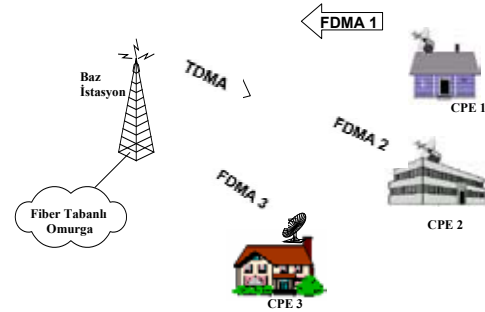 FDMA 1
Baz
İstasyon
TDMA
CPE 1
FDMA 2
FDMA 3
CPE 2
Fiber Tabanlı
Omurga
CPE 3